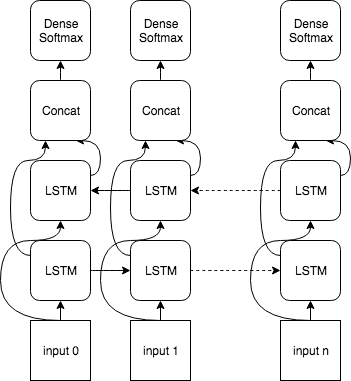 Dense
Softmax
Dense
Softmax
Dense
Softmax
Concat
Concat
Concat
LSTM
LSTM
LSTM
LSTM
LSTM
LSTM
input 0
input 1
input n